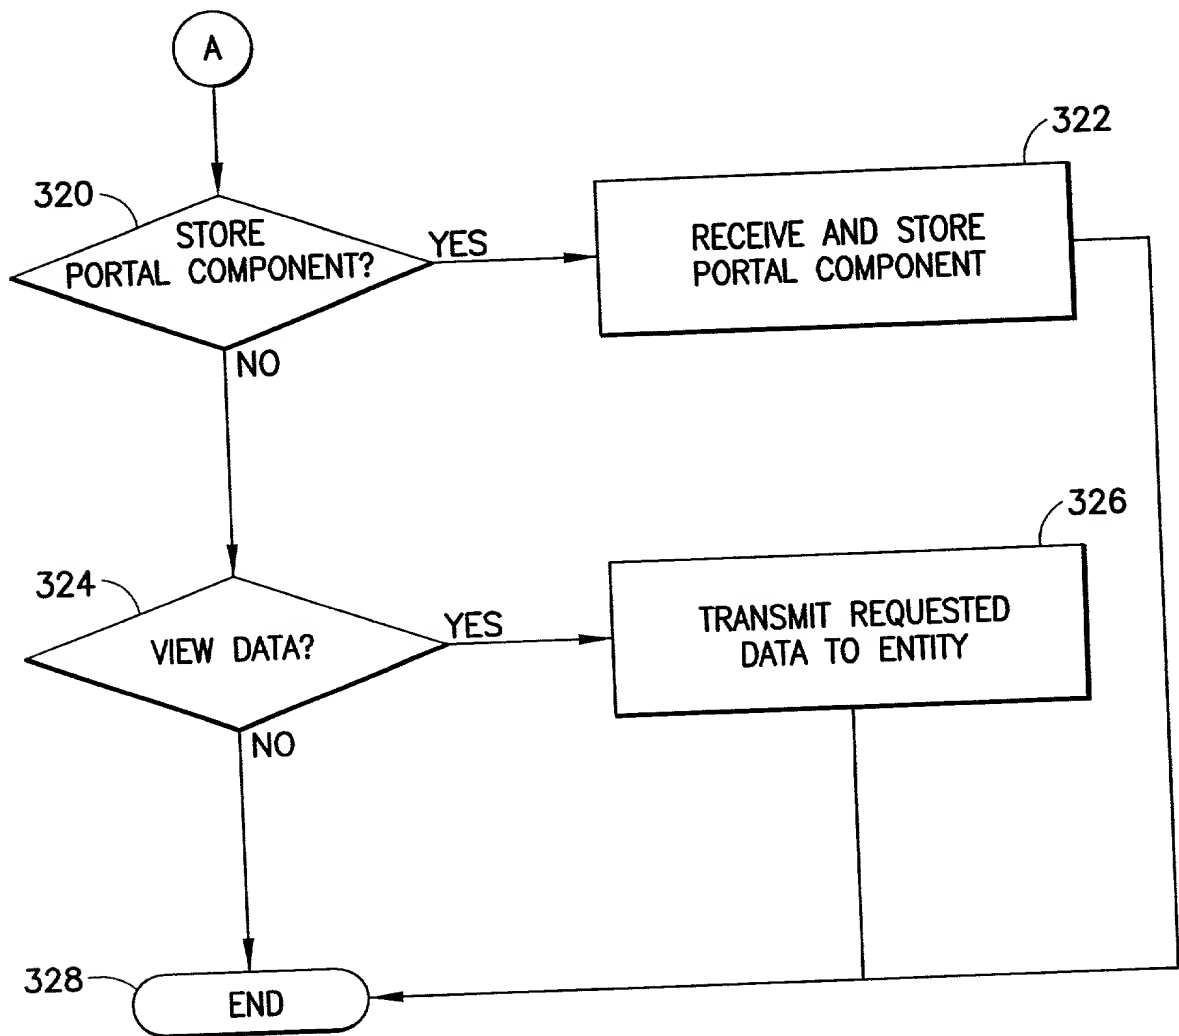 A
320
STORE
PORTAL COMPONENT?
YES
322
RECEIVE AND STORE
PORTAL COMPONENT
NO
324
VIEW DATA?
YES
326
TRANSMIT REQUESTED
DATA TO ENTITY
NO
328
END